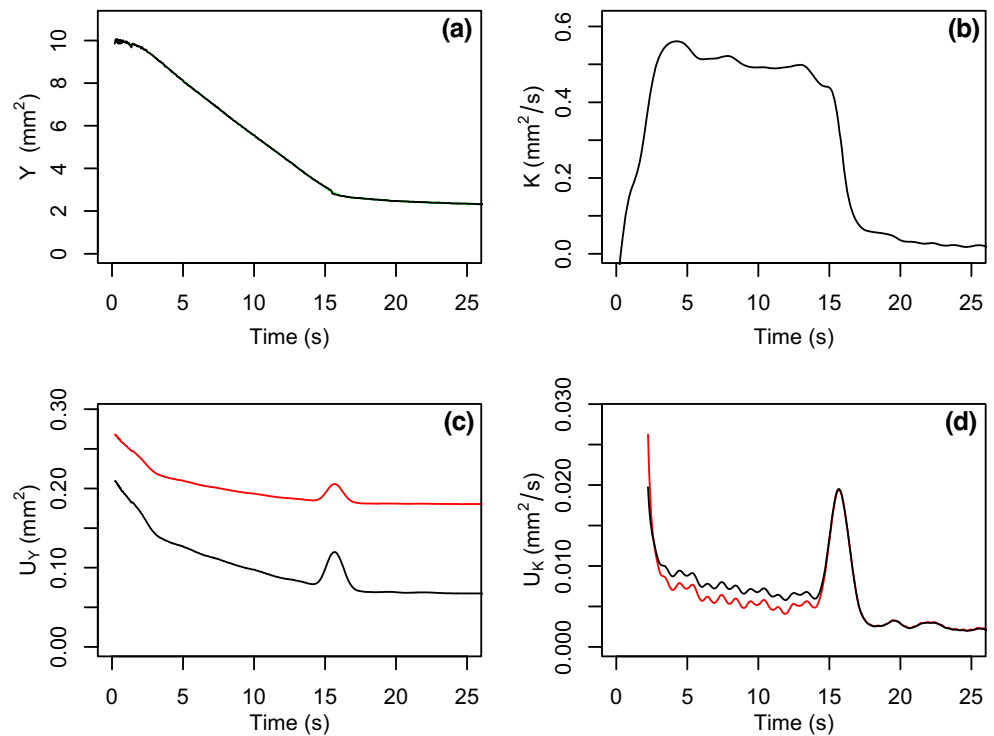 (a)
Y (mm²)
10
8
6
4
2
0
0 5 10 15 20 25
Time (s)
(b)
K (mm²/s)
0.6
0.4
0.2
0.0
0 5 10 15 20 25
Time (s)
(c)
U_Y (mm²)
0.30
0.20
0.10
0.00
0 5 10 15 20 25
Time (s)
(d)
U_K (mm²/s)
0.030
0.020
0.010
0.000
0 5 10 15 20 25
Time (s)